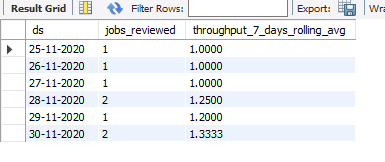 Result Grid Filter Rows: Export: Wra
ds jobs_reviewed throughput_7_days_rolling_avg
25-11-2020 1 1.0000
26-11-2020 1 1.0000
27-11-2020 1 1.0000
28-11-2020 2 1.2500
29-11-2020 1 1.2000
30-11-2020 2 1.3333